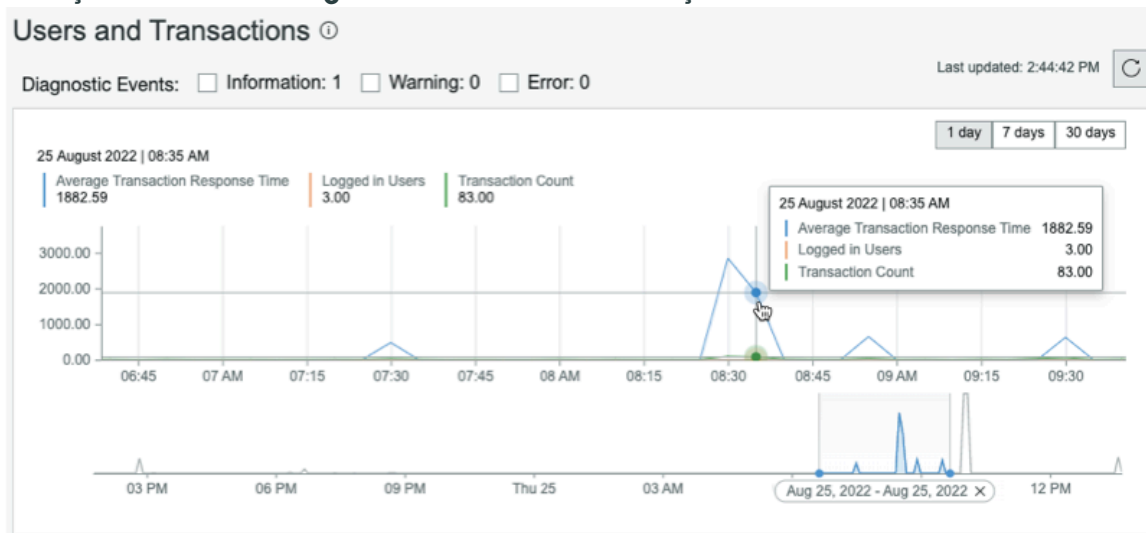 Users and Transactions
Diagnostic Events: Information: 1 Warning: 0 Error: 0
Last updated: 2:44:42 PM
1 day 7 days 30 days
25 August 2022 | 08:35 AM
Average Transaction Response Time Logged in Users Transaction Count
1882.59 3.00 83.00
25 August 2022 | 08:35 AM
Average Transaction Response Time 1882.59
Logged in Users 3.00
Transaction Count 83.00
3000.00
2000.00
1000.00
0.00
06:45 07 AM 07:15 07:30 07:45 08 AM 08:15 08:30 08:45 09 AM 09:15 09:30
03 PM 06 PM 09 PM Thu 25 03 AM 12 PM
Aug 25, 2022 - Aug 25, 2022 ×